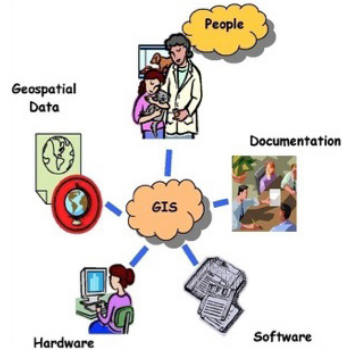 People
Geospatial
Data
Documentation
GIS
Hardware
Software